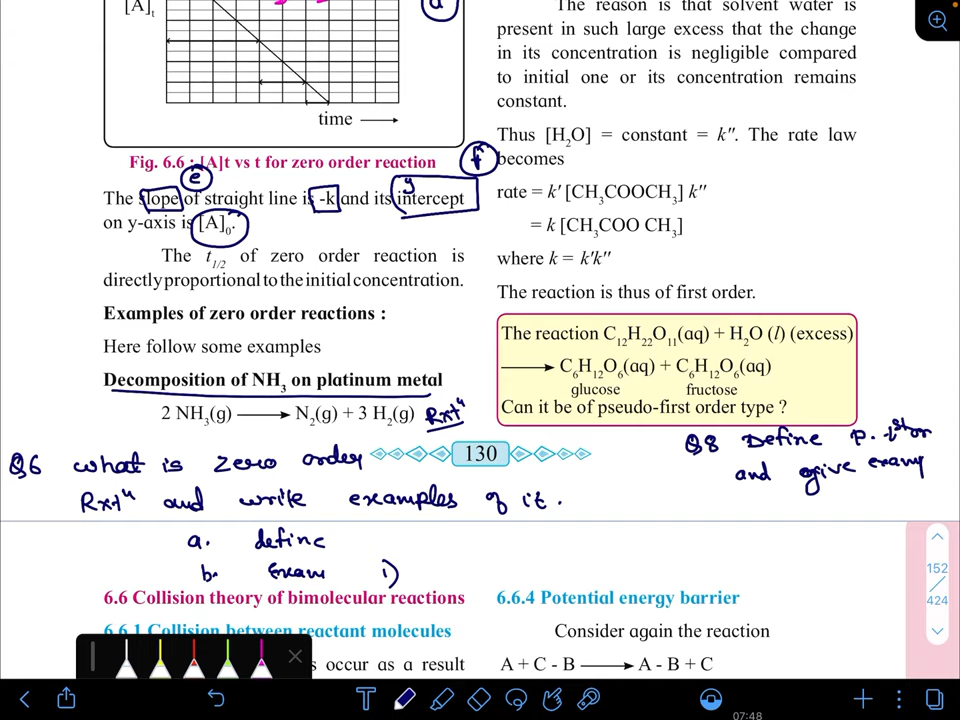 [A]t
a
time
Fig. 6.6 : [A]t vs t for zero order reaction
e
f
y
The slope of straight line is -k and its intercept
on y-axis is [A]0.
The t1/2 of zero order reaction is
directly proportional to the initial concentration.
Examples of zero order reactions :
Here follow some examples
Decomposition of NH3 on platinum metal
2 NH3(g) ⟶ N2(g) + 3 H2(g) Rxtⁿ
The reason is that solvent water is
present in such large excess that the change
in its concentration is negligible compared
to initial one or its concentration remains
constant.
Thus [H2O] = constant = k″. The rate law
becomes
rate = k′ [CH3COOCH3] k″
= k [CH3COO CH3]
where k = k′k″
The reaction is thus of first order.
The reaction C12H22O11(aq) + H2O (l) (excess)
⟶ C6H12O6(aq) + C6H12O6(aq)
glucose fructose
Can it be of pseudo-first order type ?
130
Q6 what is zero order
Rxtⁿ and write examples of it.
a. define
b. Exam 1)
Q8 Define p. 1st or
and give exam
6.6 Collision theory of bimolecular reactions
6.6.1 Collision between reactant molecules
occur as a result
6.6.4 Potential energy barrier
Consider again the reaction
A + C - B ⟶ A - B + C
152
424
07:48